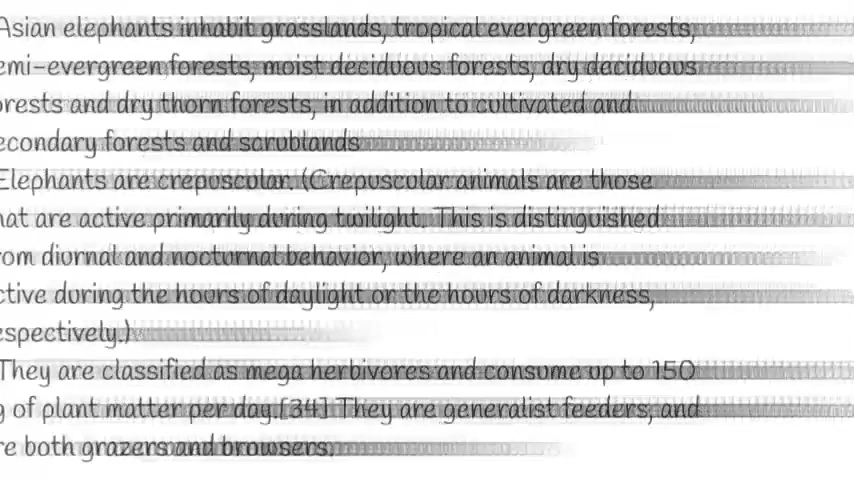 Asian elephants inhabit grasslands, tropical evergreen forests,
emi-evergreen forests, moist deciduous forests, dry deciduous
orests and dry thorn forests, in addition to cultivated and
econdary forests and scrublands
Elephants are crepuscular. (Crepuscular animals are those
hat are active primarily during twilight. This is distinguished
rom diurnal and nocturnal behavior, where an animal is
ctive during the hours of daylight or the hours of darkness,
espectively.)
They are classified as mega herbivores and consume up to 150
g of plant matter per day.[34] They are generalist feeders, and
re both grazers and browsers.